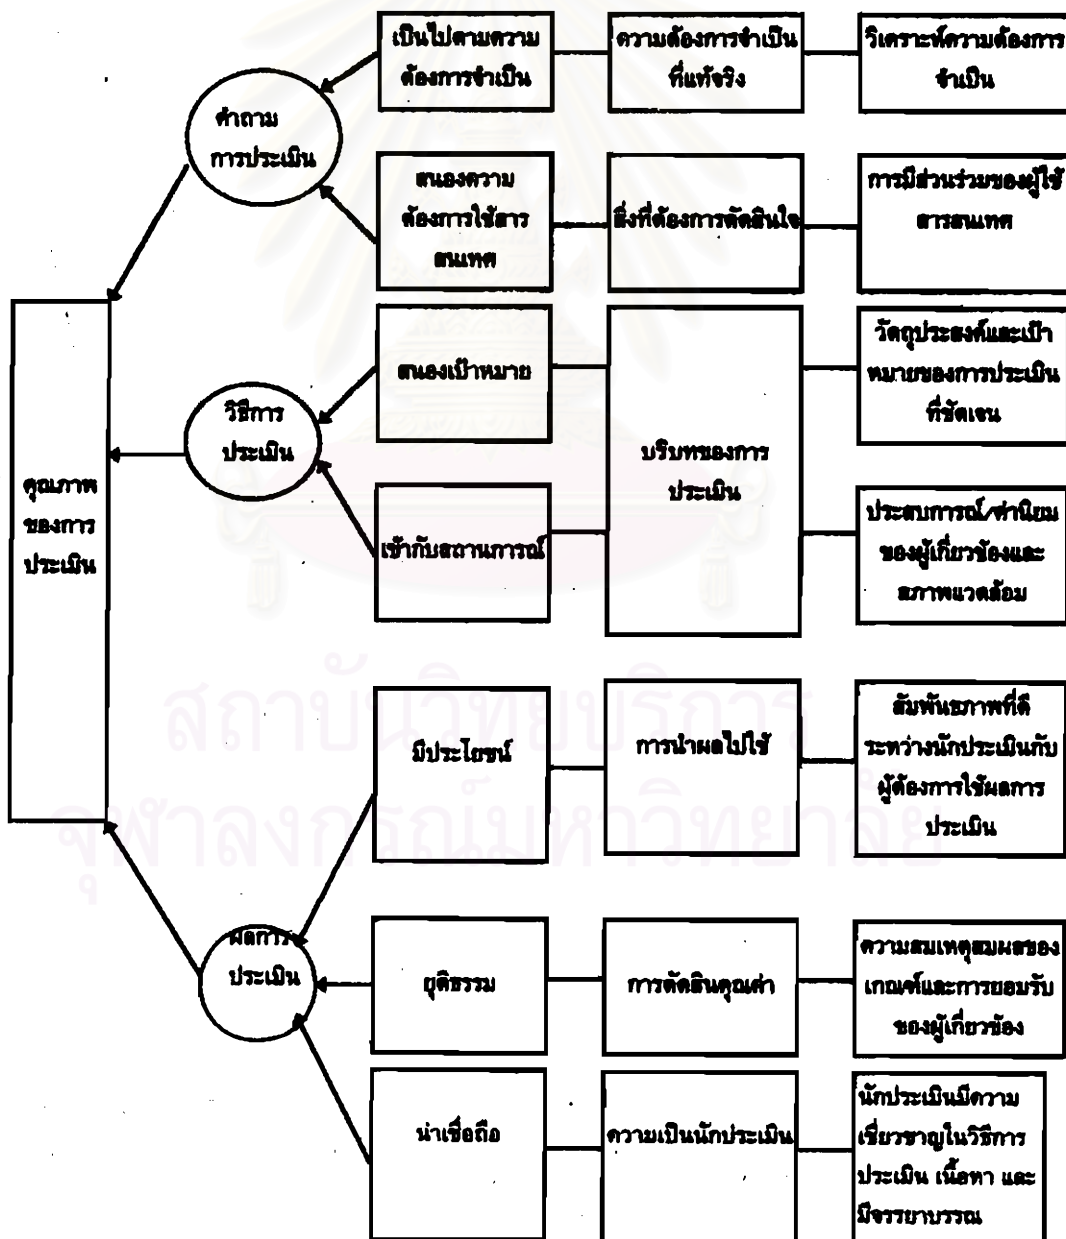 เป็นไปตามความ
ต้องการจำเป็น
ความต้องการจำเป็น
ที่แท้จริง
วิเคราะห์ความต้องการ
จำเป็น
คำถาม
การประเมิน
สนองความ
ต้องการใช้สาร
สนเทศ
สิ่งที่ต้องการตัดสินใจ
การมีส่วนร่วมของผู้ใช้
สารสนเทศ
สนองเป้าหมาย
วัตถุประสงค์และเป้า
หมายของการประเมิน
ที่ชัดเจน
วิธีการ
ประเมิน
บริบทของการ
ประเมิน
คุณภาพ
ของการ
ประเมิน
เข้ากับสถานการณ์
ประสบการณ์/ค่านิยม
ของผู้เกี่ยวข้องและ
สภาพแวดล้อม
มีประโยชน์
การนำผลไปใช้
สัมพันธภาพที่ดี
ระหว่างนักประเมินกับ
ผู้ต้องการใช้ผลการ
ประเมิน
ผลการ
ประเมิน
ยุติธรรม
การตัดสินคุณค่า
ความสมเหตุสมผลของ
เกณฑ์และการยอมรับ
ของผู้เกี่ยวข้อง
น่าเชื่อถือ
ความเป็นนักประเมิน
นักประเมินมีความ
เชี่ยวชาญในวิธีการ
ประเมิน เนื้อหา และ
มีจรรยาบรรณ
สถาบันวิทยบริการ
จุฬาลงกรณ์มหาวิทยาลัย